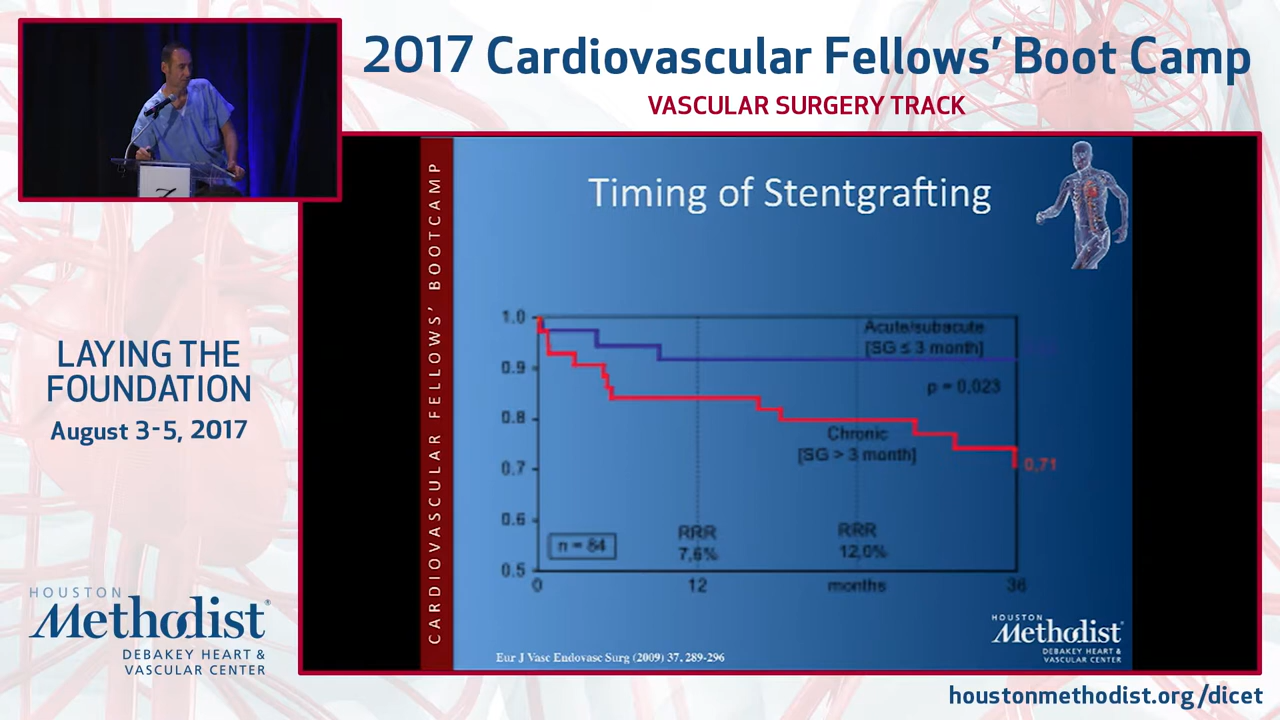 2017 Cardiovascular Fellows’ Boot Camp
VASCULAR SURGERY TRACK
LAYING THE
FOUNDATION
August 3-5, 2017
HOUSTON
Methodist®
DEBAKEY HEART &
VASCULAR CENTER
CARDIOVASCULAR FELLOWS’ BOOTCAMP
Timing of Stentgrafting
1.0
0.9
0.8
0.7
0.6
0.5
Acute/subacute
[SG ≤ 3 month]
p = 0,023
Chronic
[SG > 3 month]
0,71
RRR
7,6%
RRR
12,0%
n = 84
0
12
months
36
Eur J Vasc Endovasc Surg (2009) 37, 289-296
HOUSTON
Methodist®
DEBAKEY HEART &
VASCULAR CENTER
houstonmethodist.org/dicet